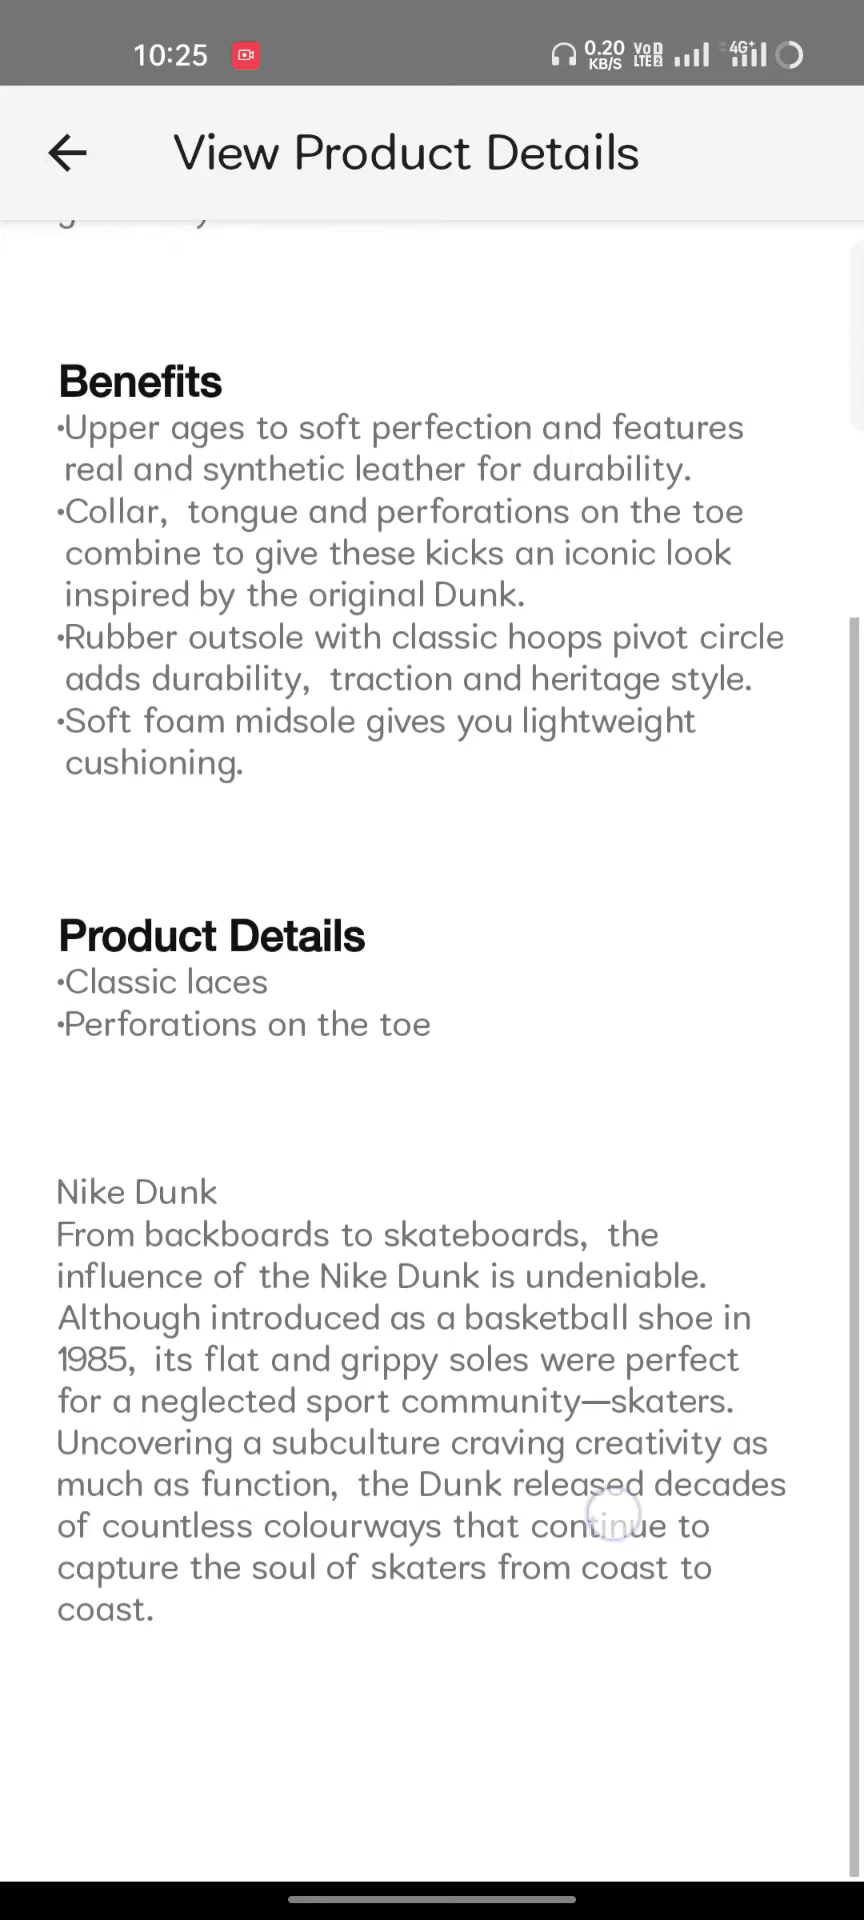 10:25
0.20
KB/S
VoD
LTE2
4G+
View Product Details
Benefits
•Upper ages to soft perfection and features
real and synthetic leather for durability.
•Collar, tongue and perforations on the toe
combine to give these kicks an iconic look
inspired by the original Dunk.
•Rubber outsole with classic hoops pivot circle
adds durability, traction and heritage style.
•Soft foam midsole gives you lightweight
cushioning.
Product Details
•Classic laces
•Perforations on the toe
Nike Dunk
From backboards to skateboards, the
influence of the Nike Dunk is undeniable.
Although introduced as a basketball shoe in
1985, its flat and grippy soles were perfect
for a neglected sport community—skaters.
Uncovering a subculture craving creativity as
much as function, the Dunk released decades
of countless colourways that continue to
capture the soul of skaters from coast to
coast.